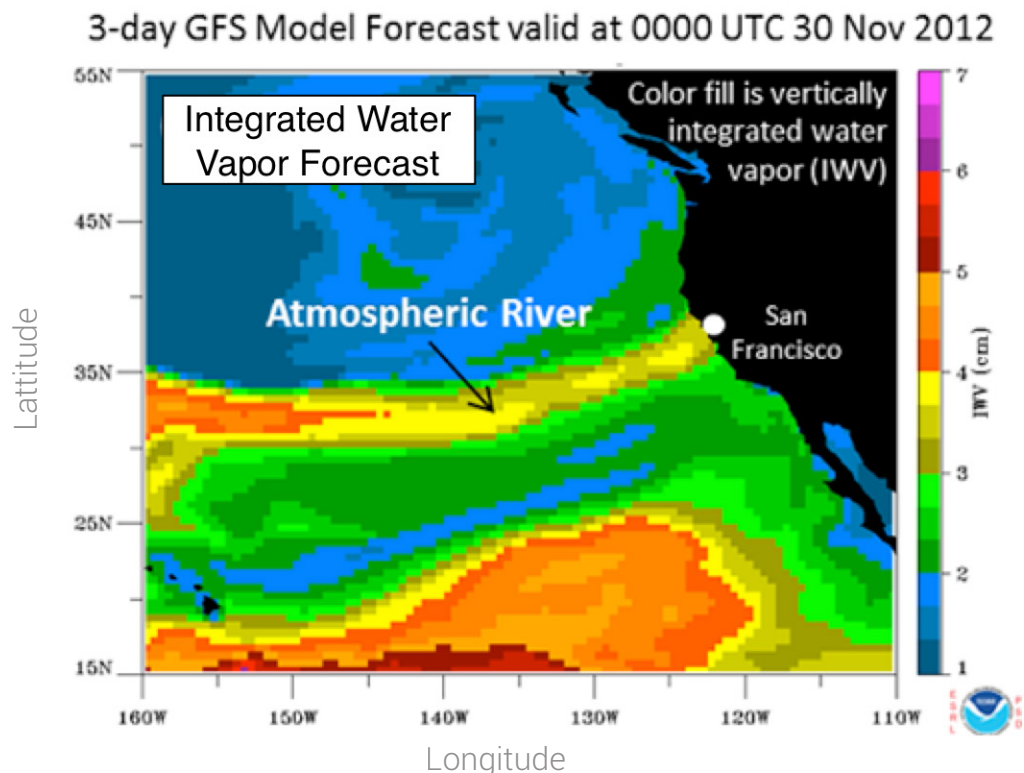 3-day GFS Model Forecast valid at 0000 UTC 30 Nov 2012
Integrated Water
Vapor Forecast
Color fill is vertically
integrated water
vapor (IWV)
Atmospheric River
San
Francisco
55N
45N
35N
25N
15N
Lattitude
160W
150W
140W
130W
120W
110W
Longitude
7
6
5
4
3
2
1
IWV (cm)
ESRL
PSD